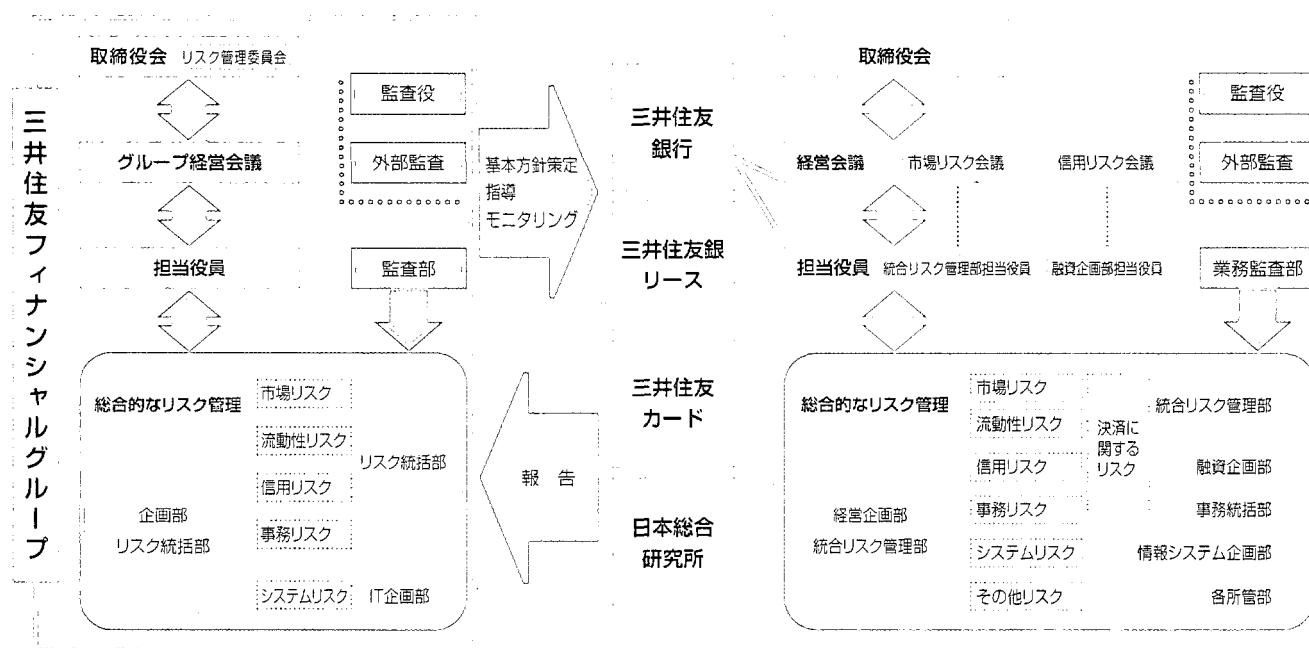 三井住友フィナンシャルグループ
取締役会 リスク管理委員会
グループ経営会議
担当役員
監査役
外部監査
監査部
総合的なリスク管理
企画部
リスク統括部
市場リスク
流動性リスク
信用リスク
事務リスク
システムリスク
リスク統括部
IT企画部
基本方針策定
指導
モニタリング
報 告
三井住友
銀行
三井住友銀
リース
三井住友
カード
日本総合
研究所
取締役会
経営会議 市場リスク会議 信用リスク会議
担当役員 統合リスク管理部担当役員 融資企画部担当役員
監査役
外部監査
業務監査部
総合的なリスク管理
経営企画部
統合リスク管理部
市場リスク
流動性リスク
信用リスク
事務リスク
システムリスク
その他リスク
決済に
関する
リスク
統合リスク管理部
融資企画部
事務統括部
情報システム企画部
各所管部